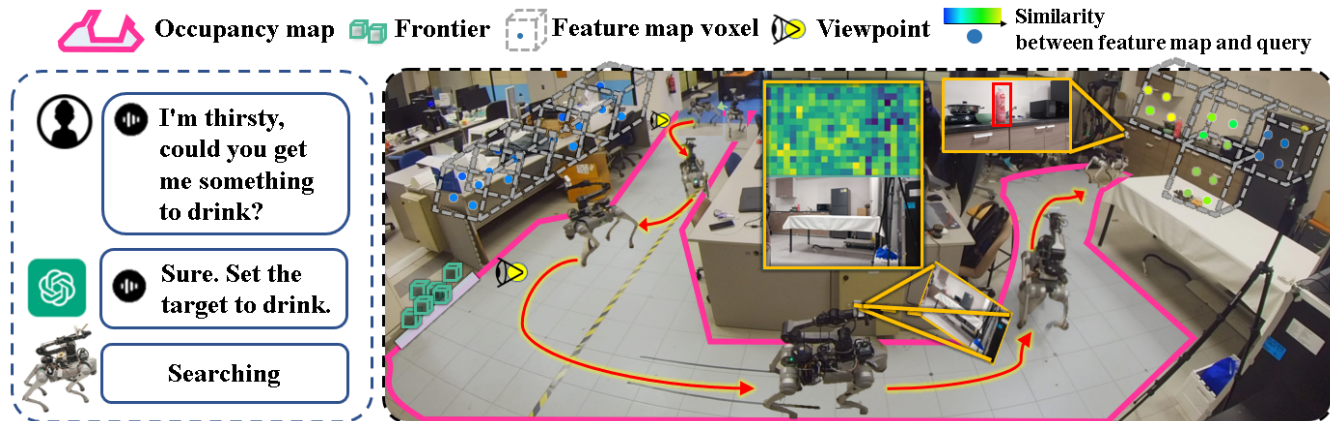 Occupancy map
Frontier
Feature map voxel
Viewpoint
Similarity
between feature map and query
I'm thirsty,
could you get
me something
to drink?
Sure. Set the
target to drink.
Searching